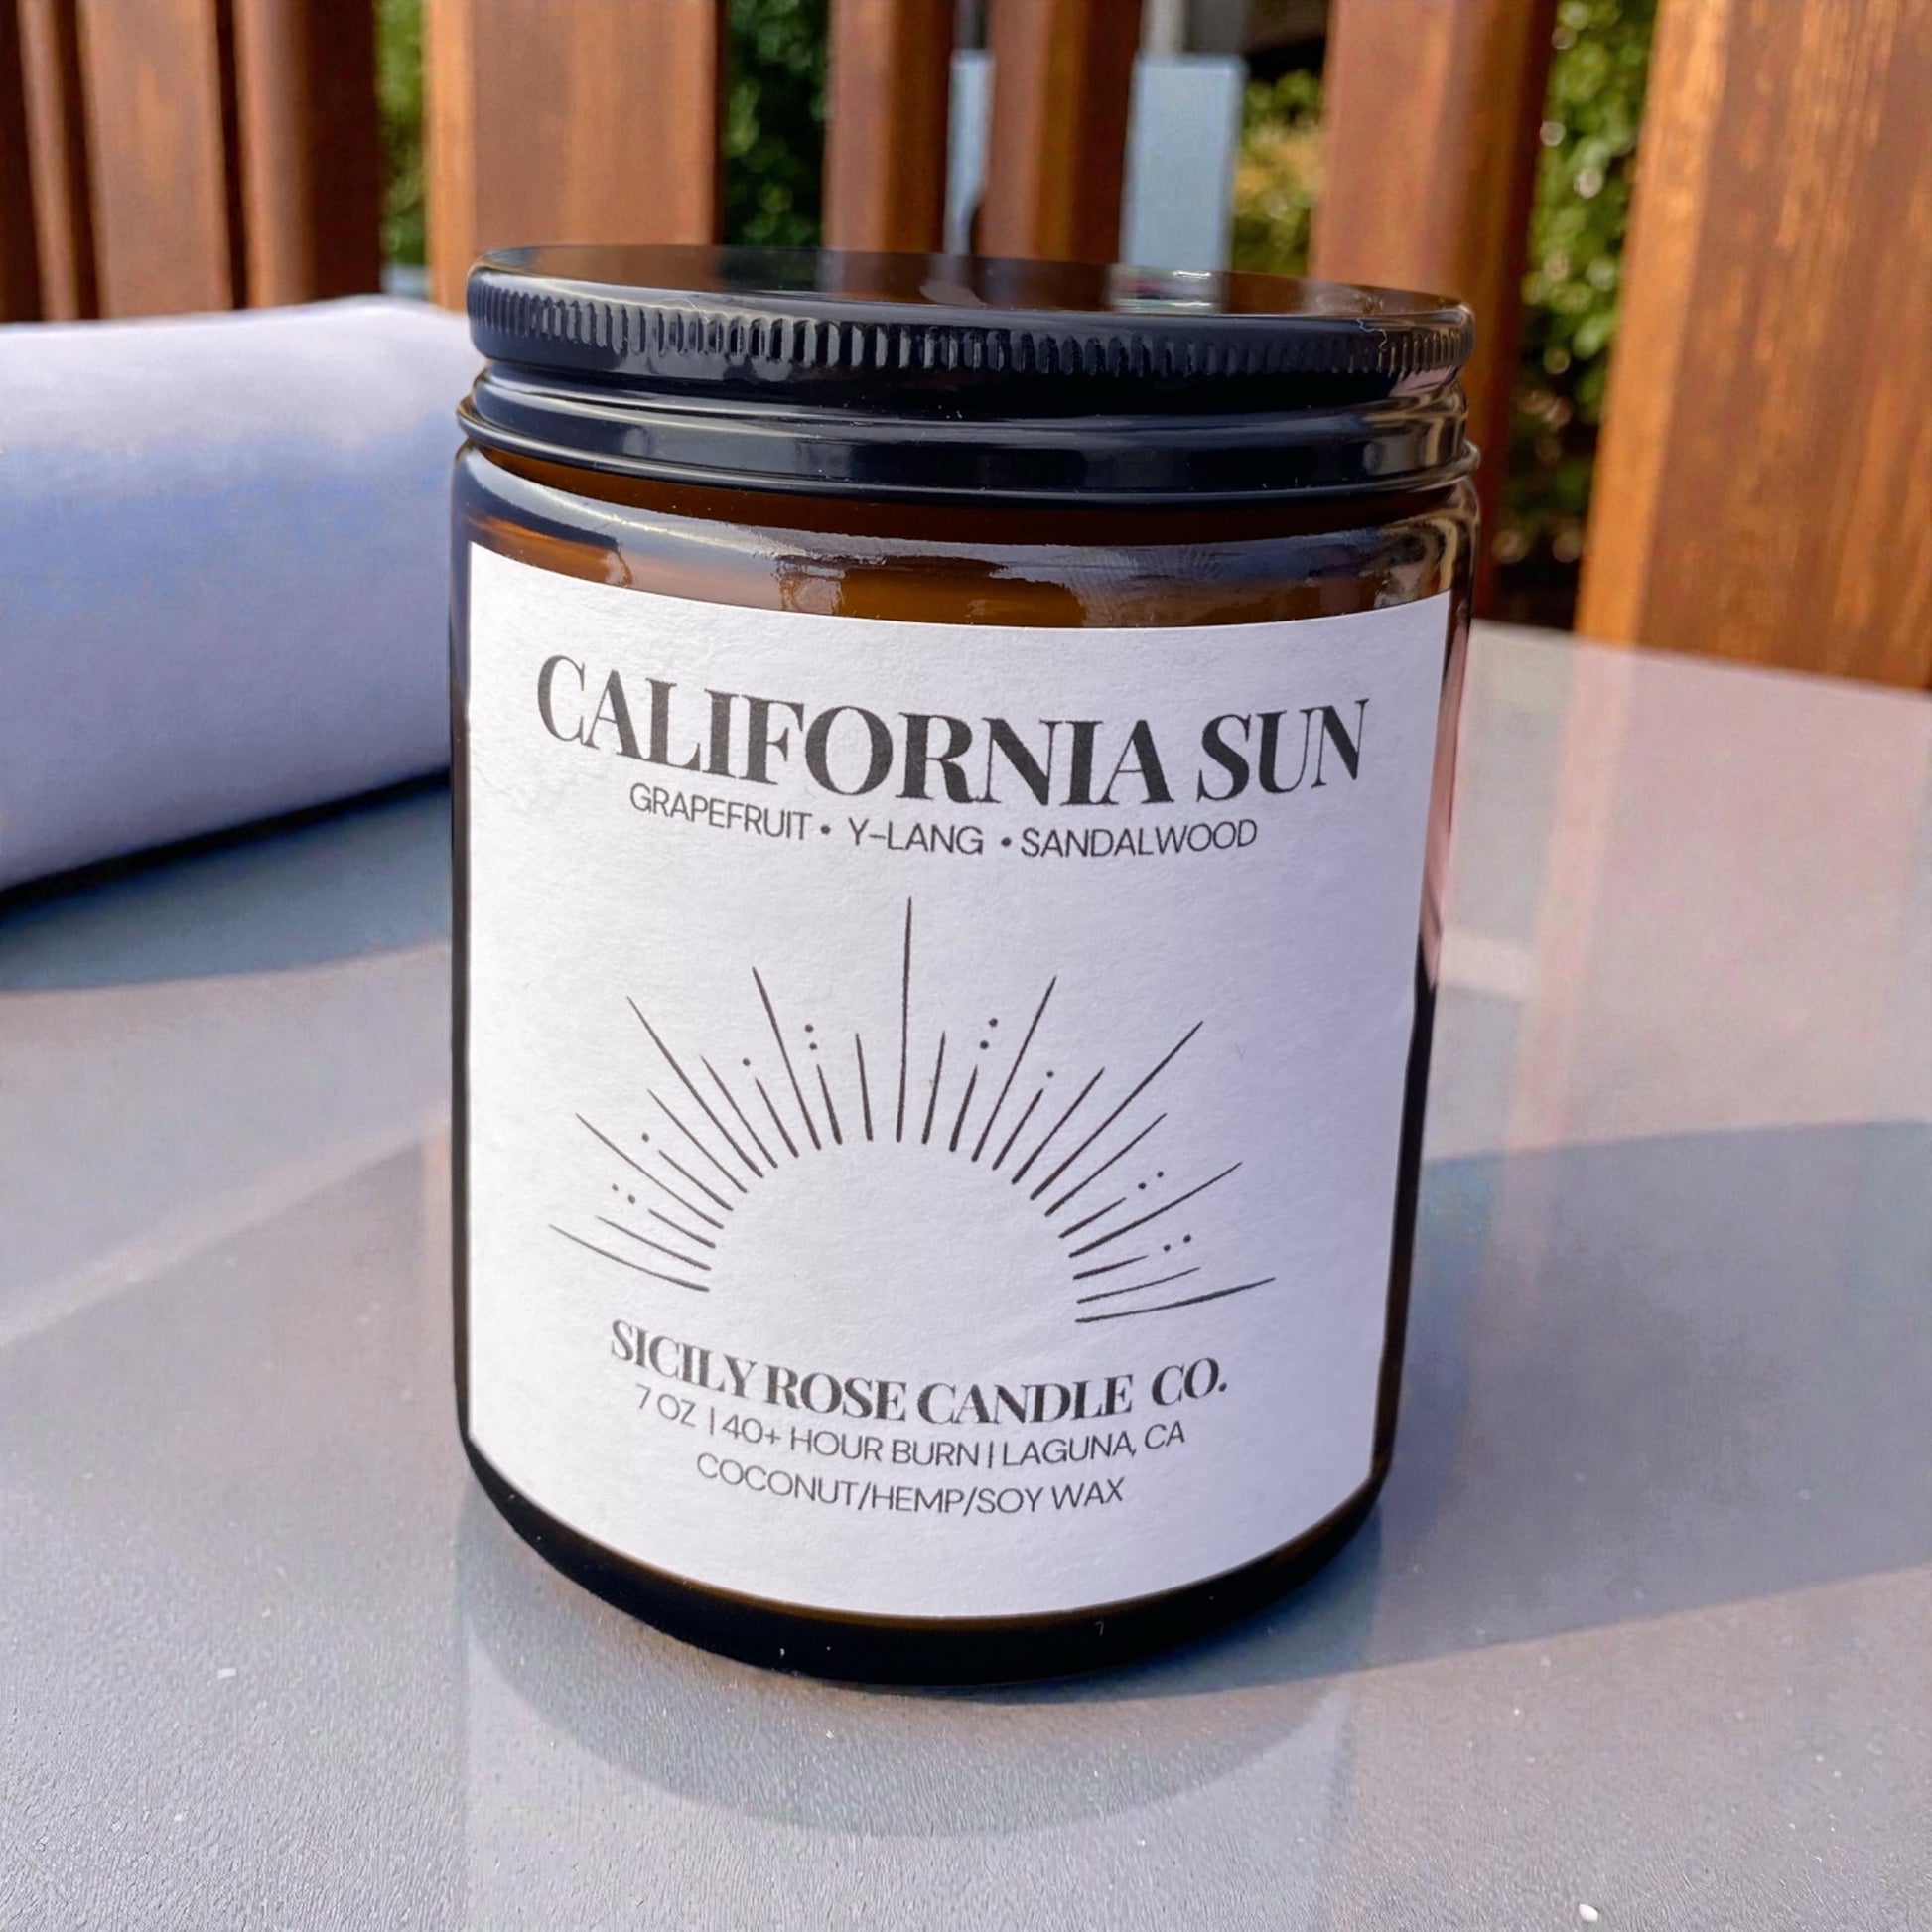 CALIFORNIA SUN
GRAPEFRUIT • Y-LANG • SANDALWOOD
SICILY ROSE CANDLE CO.
7 OZ | 40+ HOUR BURN | LAGUNA, CA
COCONUT/HEMP/SOY WAX